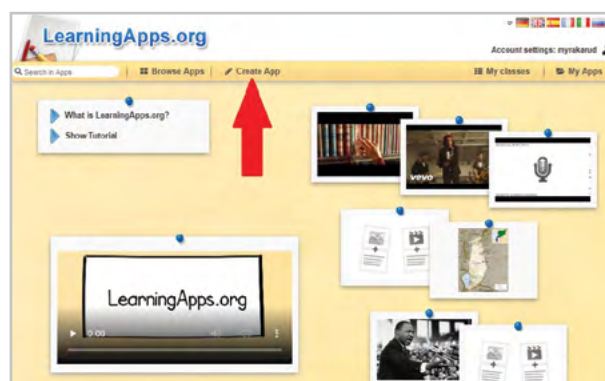 LearningApps.org
Account settings: myrakarud
Search in Apps
Browse Apps
Create App
My classes
My Apps
What is LearningApps.org?
Show Tutorial
vevo
LearningApps.org
0:00